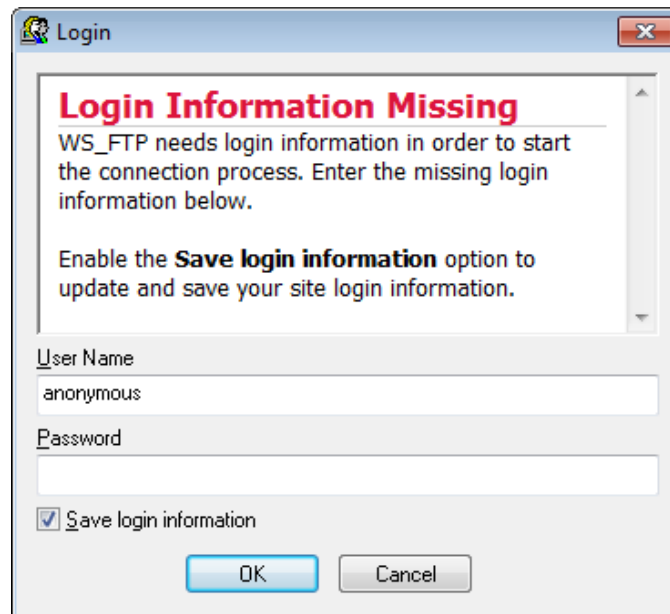 Login
Login Information Missing
WS_FTP needs login information in order to start
the connection process. Enter the missing login
information below.
Enable the Save login information option to
update and save your site login information.
User Name
anonymous
Password
Save login information
OK Cancel